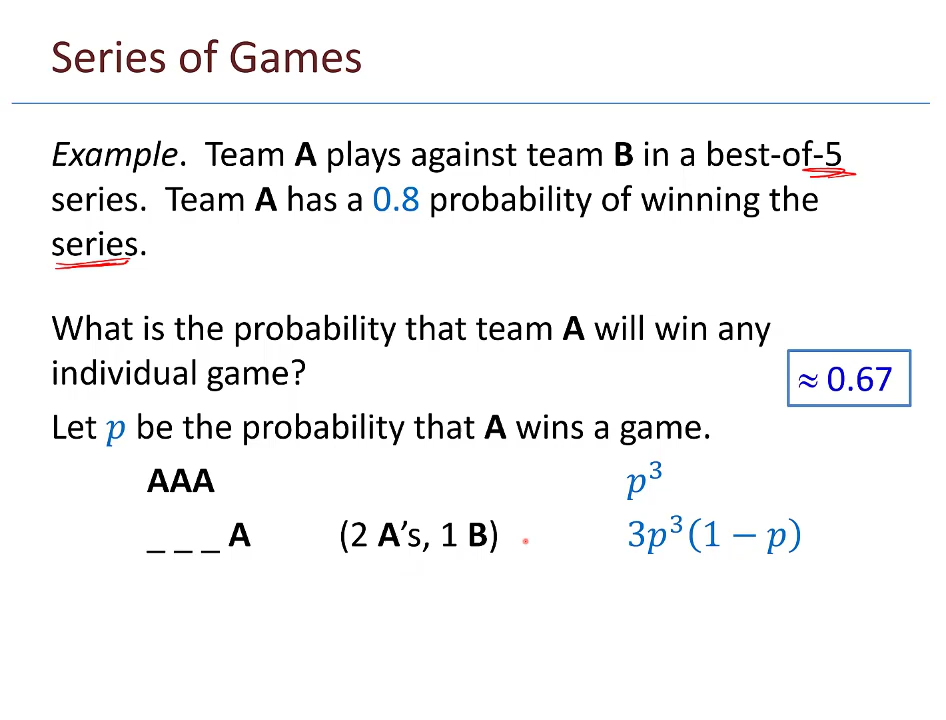 Series of Games
Example. Team A plays against team B in a best-of-5
series. Team A has a 0.8 probability of winning the
series.
What is the probability that team A will win any
individual game?
≈ 0.67
Let p be the probability that A wins a game.
AAA p³
_ _ _ A (2 A’s, 1 B) 3p³(1 − p)